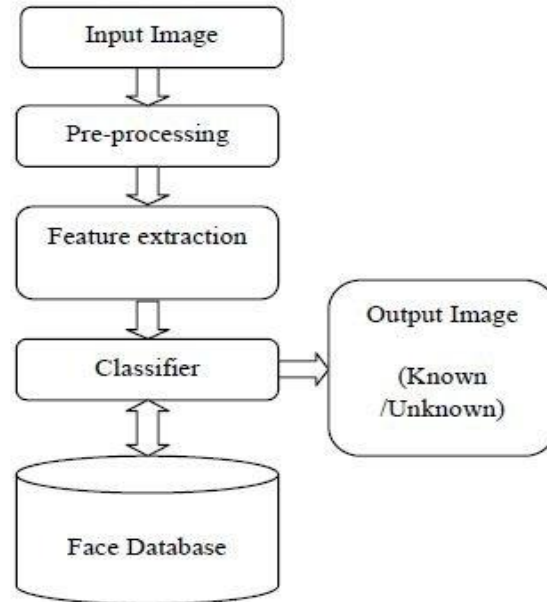 Input Image
Pre-processing
Feature extraction
Classifier
Output Image
(Known
/Unknown)
Face Database